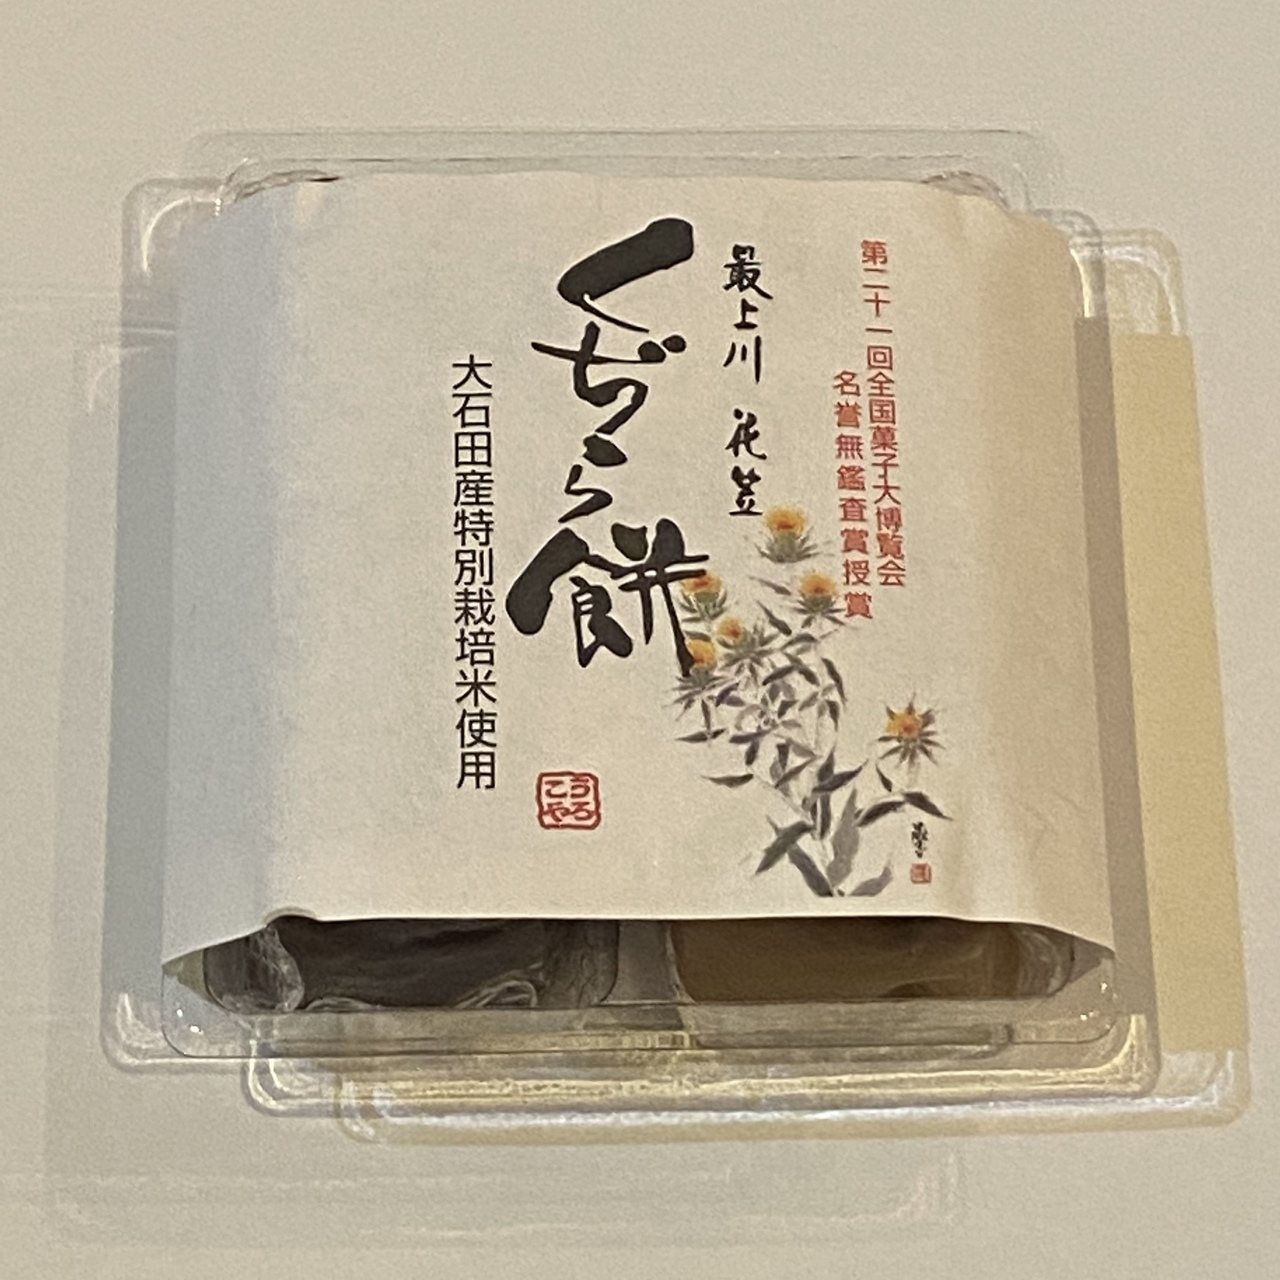 第二十一回全国菓子大博覧会
名誉無鑑査賞授賞
最上川 花笠
くぢら餅
大石田産特別栽培米使用
うろ
こや